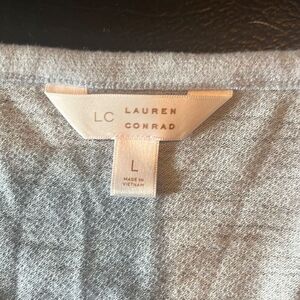 LC LAUREN
CONRAD
L
MADE IN
VIETNAM